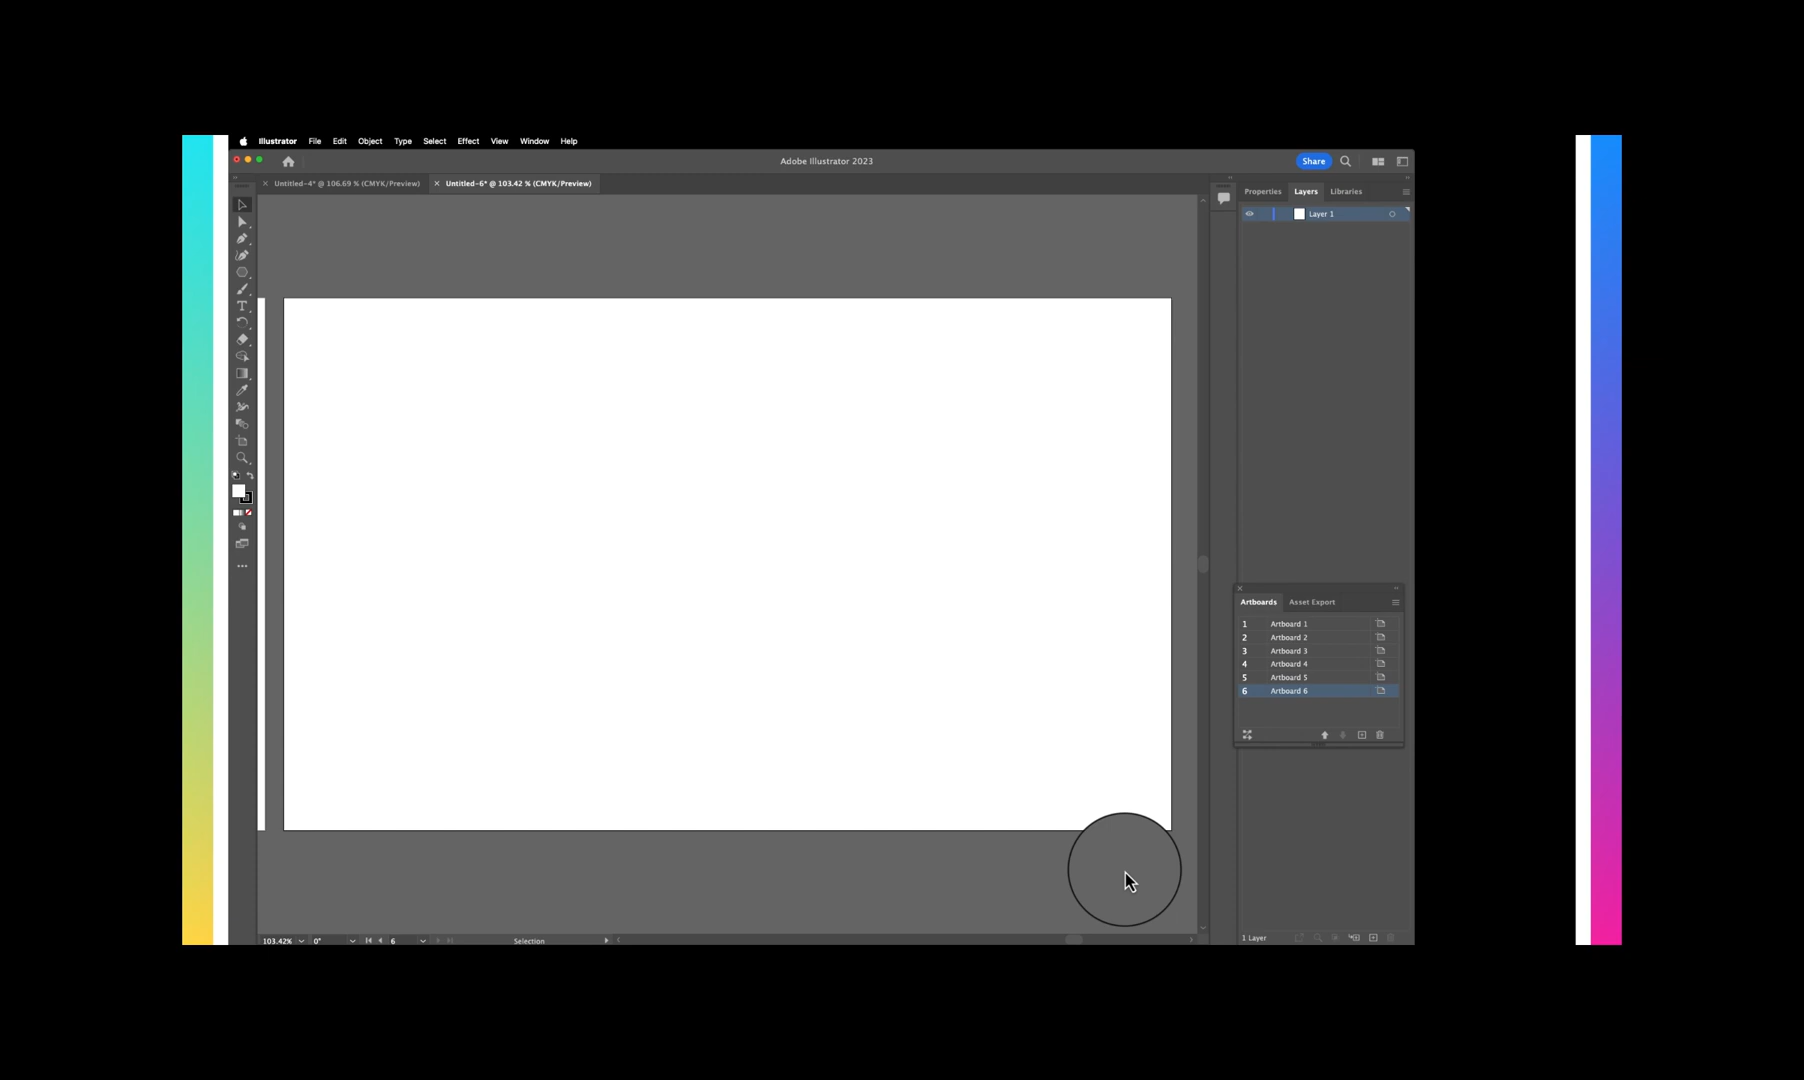 Illustrator File Edit Object Type Select Effect View Window Help
Adobe Illustrator 2023
Share
Untitled-4* @ 106.69 % (CMYK/Preview)
Untitled-6* @ 103.42 % (CMYK/Preview)
Properties Layers Libraries
Layer 1
Artboards Asset Export
1 Artboard 1
2 Artboard 2
3 Artboard 3
4 Artboard 4
5 Artboard 5
6 Artboard 6
103.42% 0° 6 Selection
1 Layer